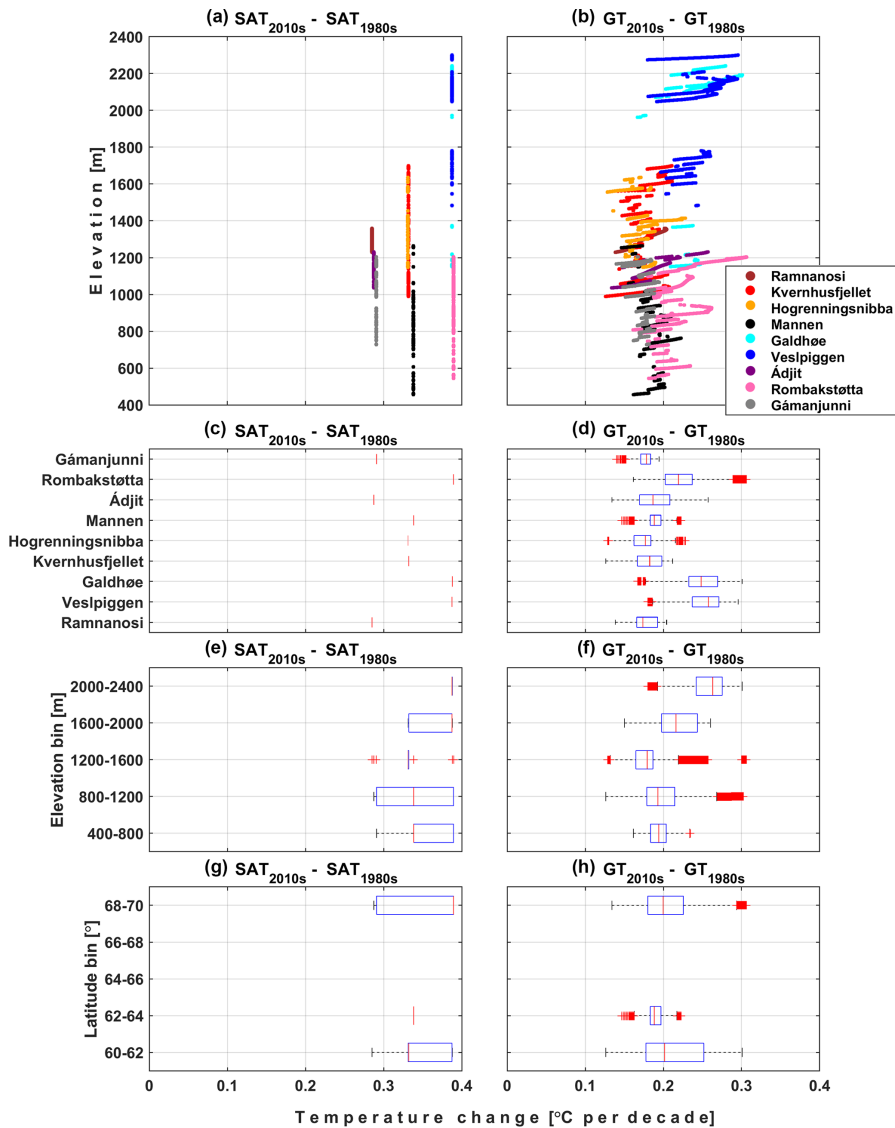 (a) SAT2010s - SAT1980s
(b) GT2010s - GT1980s
2400
2200
2000
1800
1600
1400
1200
1000
800
600
400
Elevation [m]
Ramnanosi
Kvernhusfjellet
Hogrenningsnibba
Mannen
Galdhøe
Veslpiggen
Ádjit
Rombakstøtta
Gámanjunni
(c) SAT2010s - SAT1980s
(d) GT2010s - GT1980s
Gámanjunni
Rombakstøtta
Ádjit
Mannen
Hogrenningsnibba
Kvernhusfjellet
Galdhøe
Veslpiggen
Ramnanosi
(e) SAT2010s - SAT1980s
(f) GT2010s - GT1980s
Elevation bin [m]
2000-2400
1600-2000
1200-1600
800-1200
400-800
(g) SAT2010s - SAT1980s
(h) GT2010s - GT1980s
Latitude bin [°]
68-70
66-68
64-66
62-64
60-62
0 0.1 0.2 0.3 0.4
0 0.1 0.2 0.3 0.4
Temperature change [°C per decade]